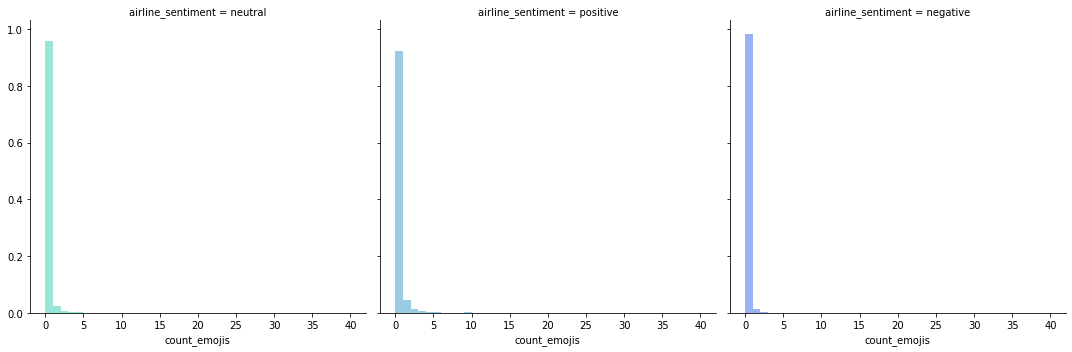 airline_sentiment = neutral airline_sentiment = positive airline_sentiment = negative
1.0
0.8
0.6
0.4
0.2
0.0
0 5 10 15 20 25 30 35 40 0 5 10 15 20 25 30 35 40 0 5 10 15 20 25 30 35 40
count_emojis count_emojis count_emojis